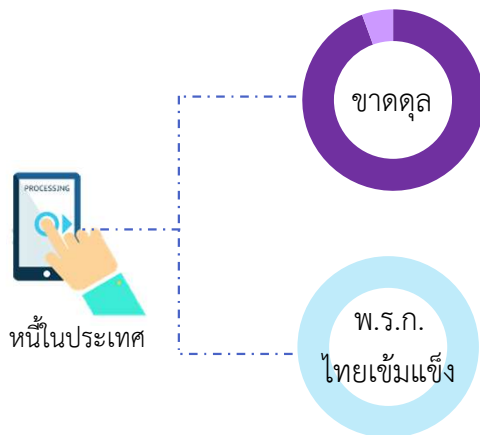 ขาดดุล
PROCESSING
หนี้ในประเทศ
พ.ร.ก.
ไทยเข้มแข็ง